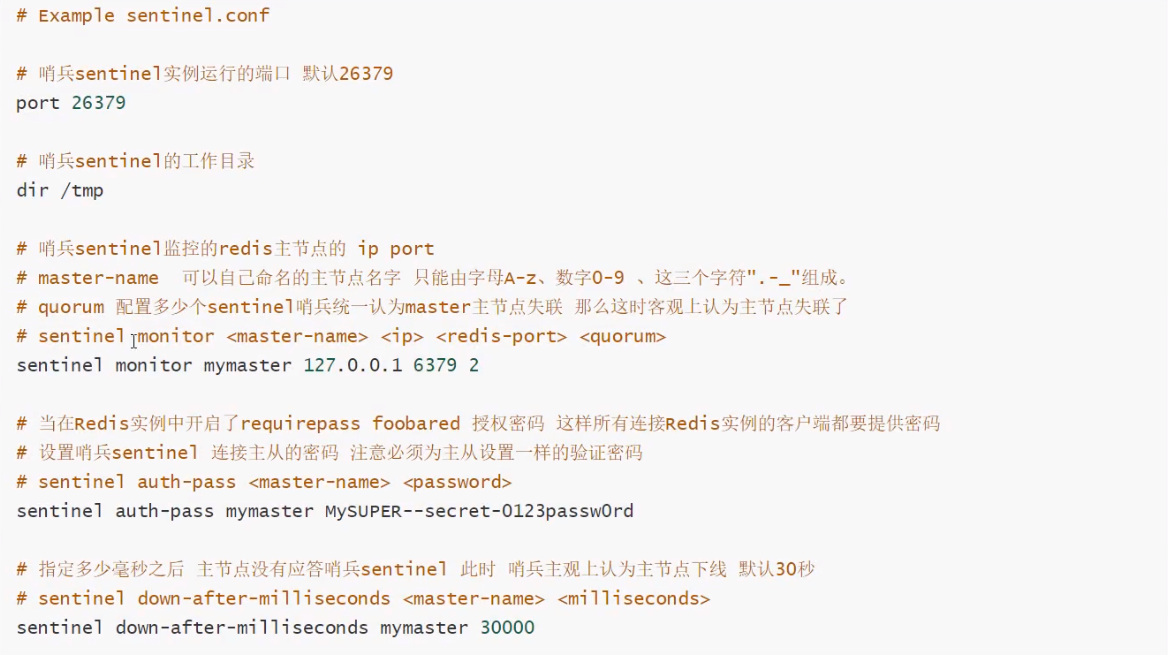 # Example sentinel.conf
# 哨兵sentinel实例运行的端口 默认26379
port 26379
# 哨兵sentinel的工作目录
dir /tmp
# 哨兵sentinel监控的redis主节点的 ip port
# master-name 可以自己命名的主节点名字 只能由字母A-z、数字0-9 、这三个字符".-_"组成。
# quorum 配置多少个sentinel哨兵统一认为master主节点失联 那么这时客观上认为主节点失联了
# sentinel monitor <master-name> <ip> <redis-port> <quorum>
sentinel monitor mymaster 127.0.0.1 6379 2
# 当在Redis实例中开启了requirepass foobared 授权密码 这样所有连接Redis实例的客户端都要提供密码
# 设置哨兵sentinel 连接主从的密码 注意必须为主从设置一样的验证密码
# sentinel auth-pass <master-name> <password>
sentinel auth-pass mymaster MySUPER--secret-0123passw0rd
# 指定多少毫秒之后 主节点没有应答哨兵sentinel 此时 哨兵主观上认为主节点下线 默认30秒
# sentinel down-after-milliseconds <master-name> <milliseconds>
sentinel down-after-milliseconds mymaster 30000